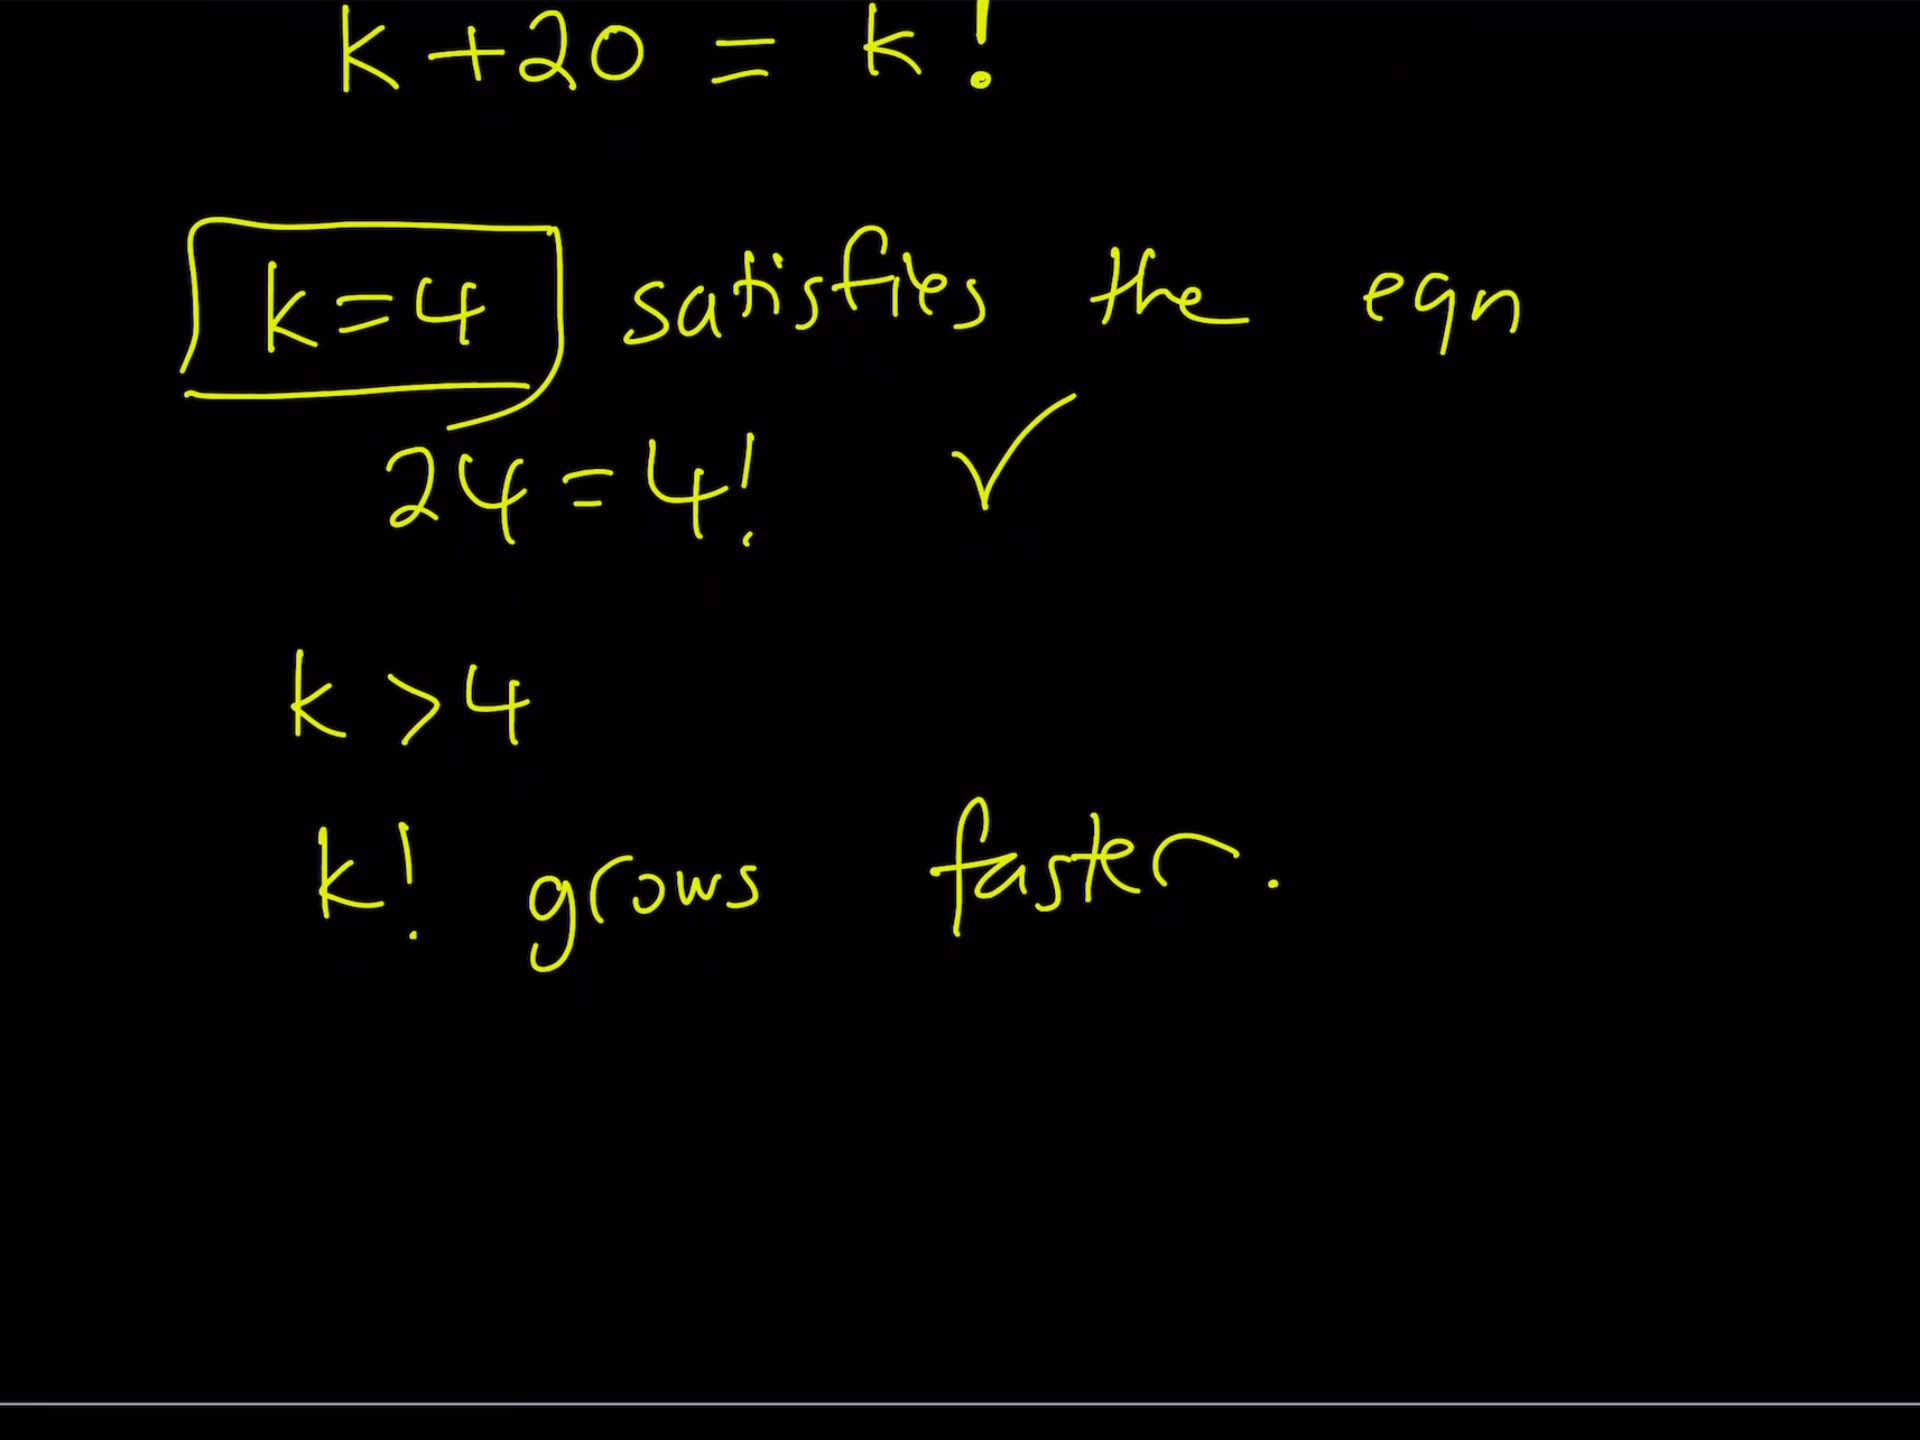 k + 20 = k!
k = 4 satisfies the eqn
24 = 4! ✓
k > 4
k! grows faster.